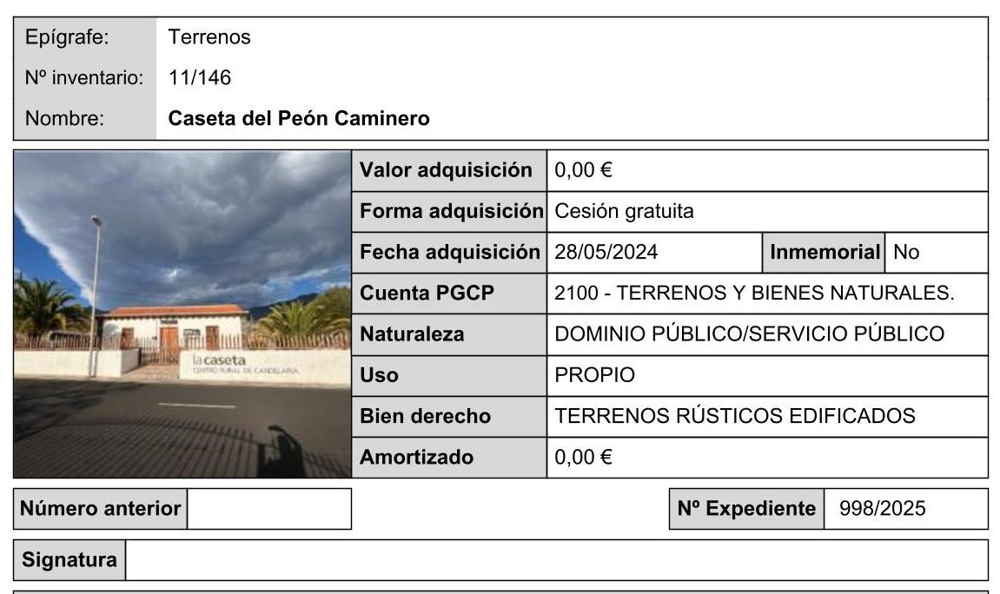 Epígrafe: Terrenos
Nº inventario: 11/146
Nombre: Caseta del Peón Caminero
Valor adquisición 0,00 €
Forma adquisición Cesión gratuita
Fecha adquisición 28/05/2024 Inmemorial No
Cuenta PGCP 2100 - TERRENOS Y BIENES NATURALES.
Naturaleza DOMINIO PÚBLICO/SERVICIO PÚBLICO
Uso PROPIO
Bien derecho TERRENOS RÚSTICOS EDIFICADOS
Amortizado 0,00 €
la caseta
CENTRO RURAL DE CANDELARIA
Número anterior
Nº Expediente 998/2025
Signatura